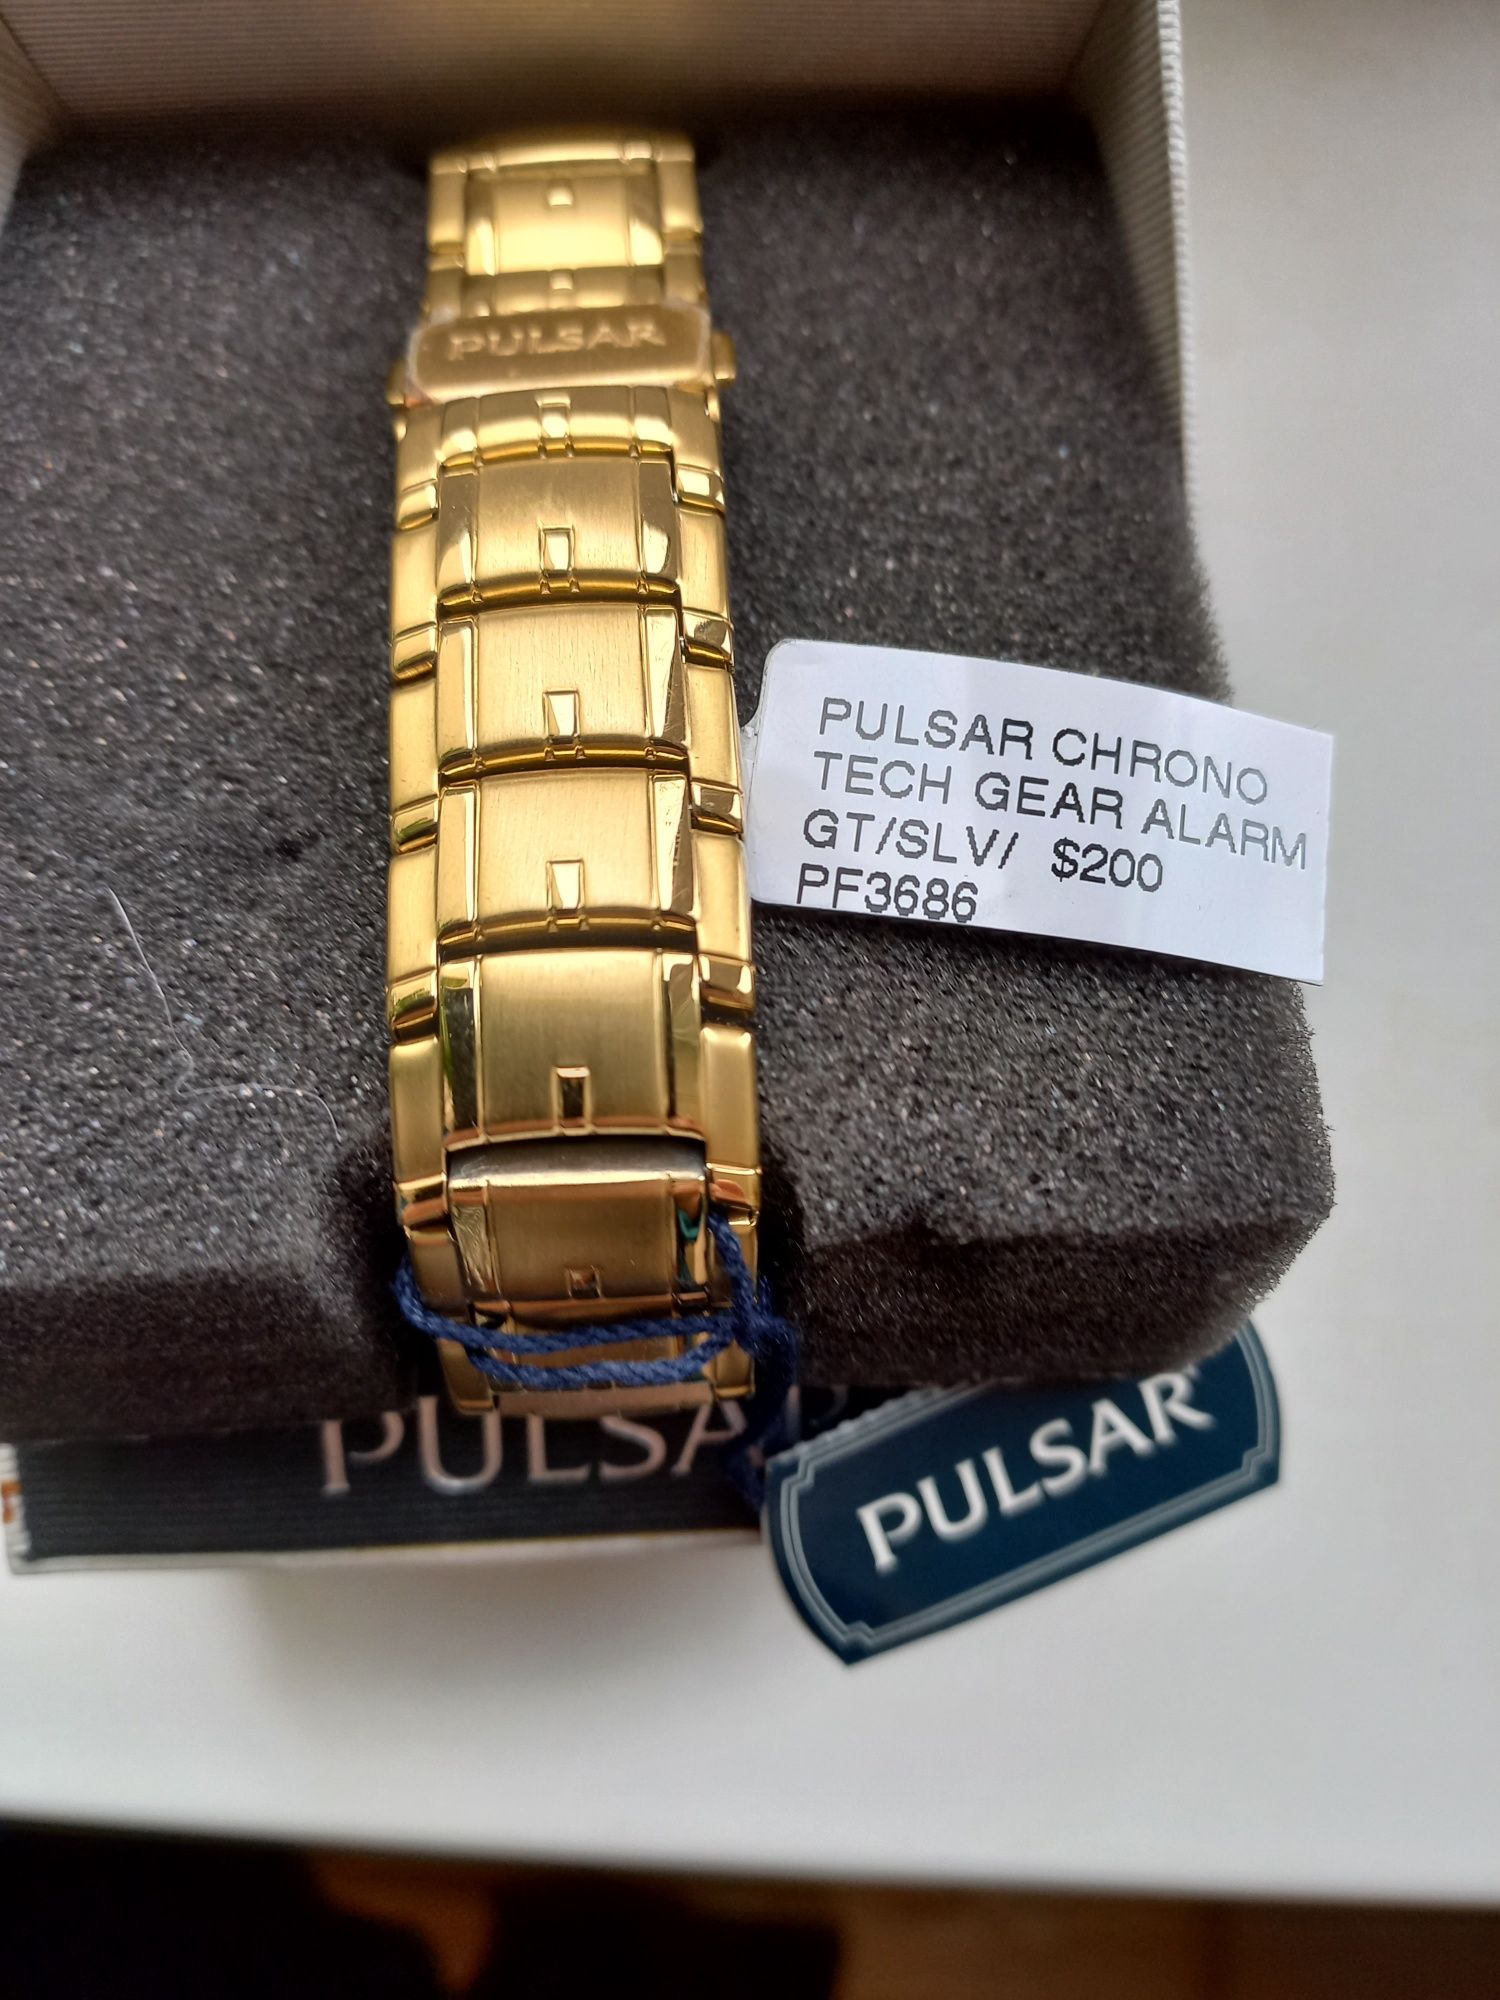 PULSAR
PULSAR CHRONO
TECH GEAR ALARM
GT/SLV/ $200
PF3686
PULSAR
PULSAR